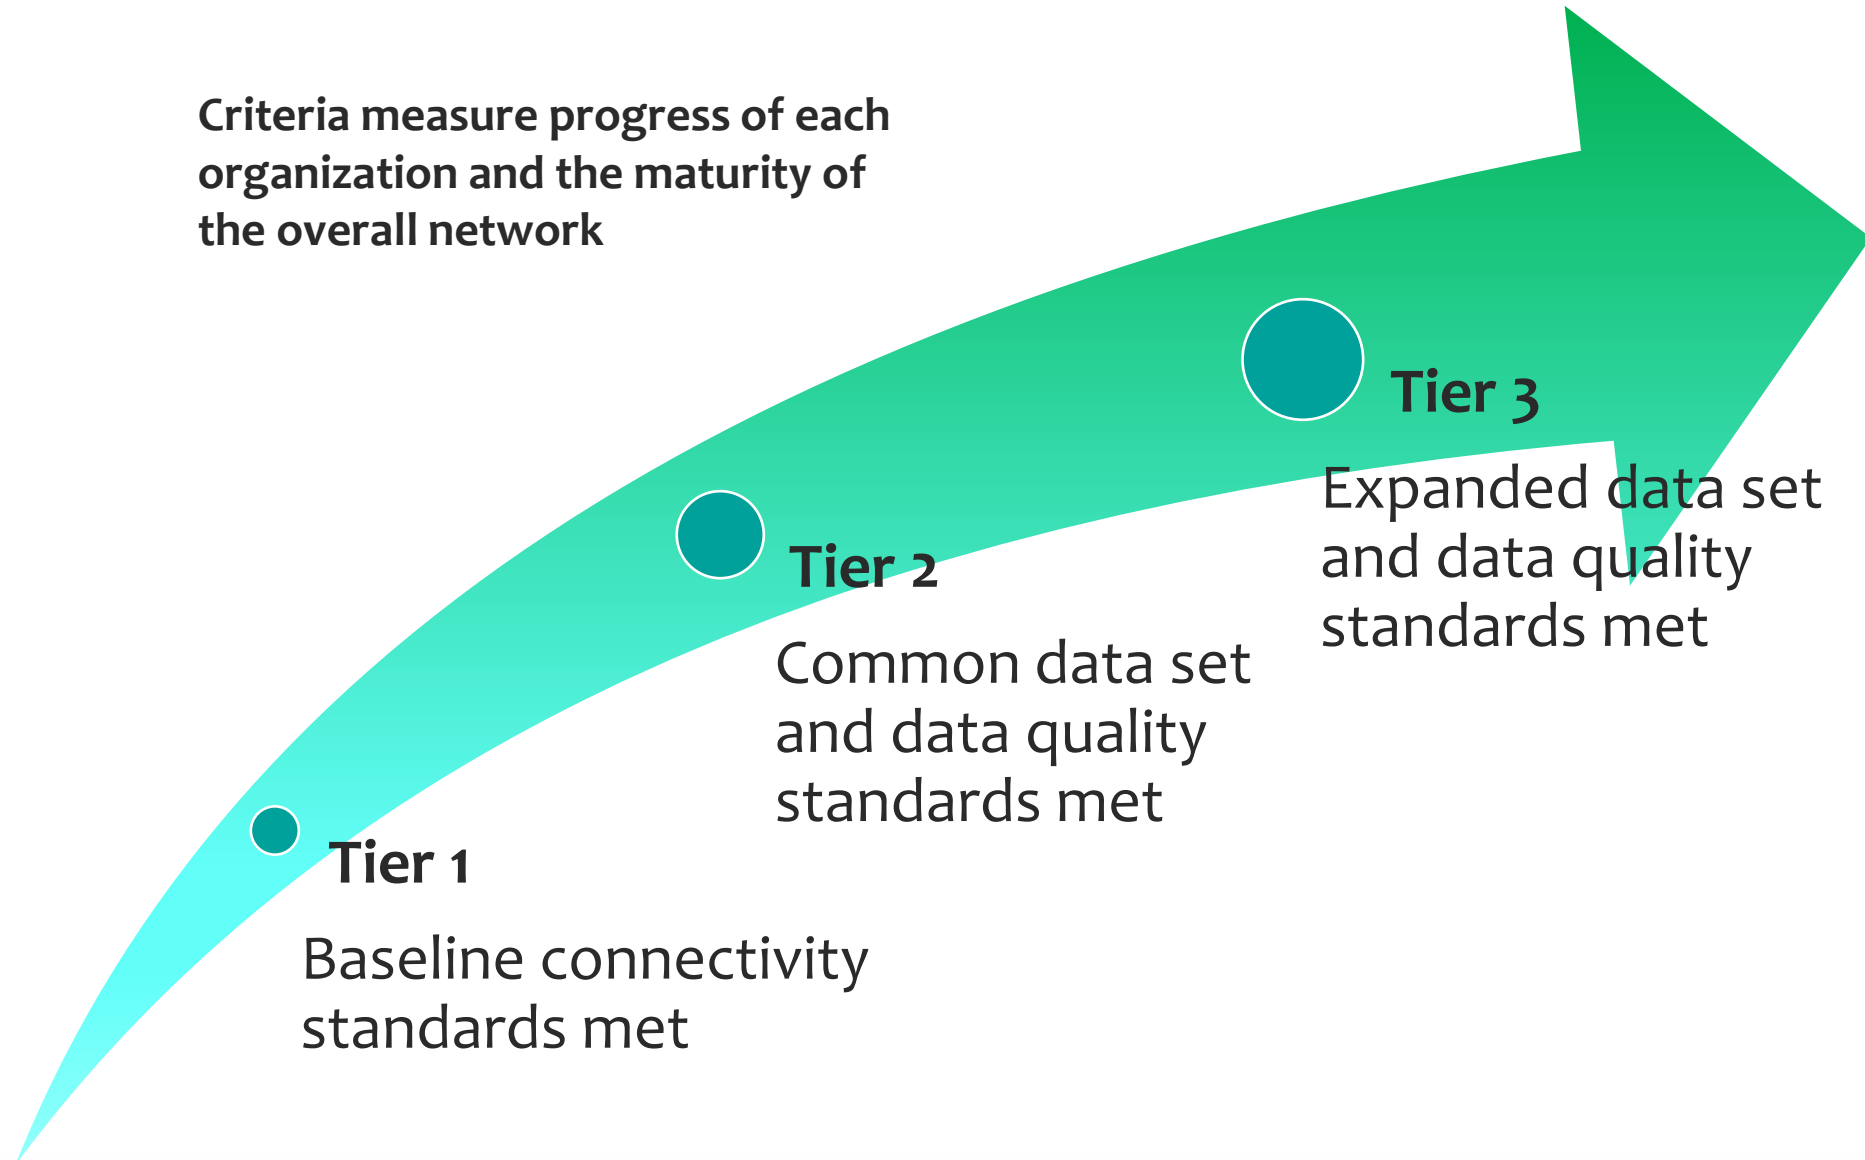 Criteria measure progress of each
organization and the maturity of
the overall network
Tier 3
Expanded data set
and data quality
standards met
Tier 2
Common data set
and data quality
standards met
Tier 1
Baseline connectivity
standards met